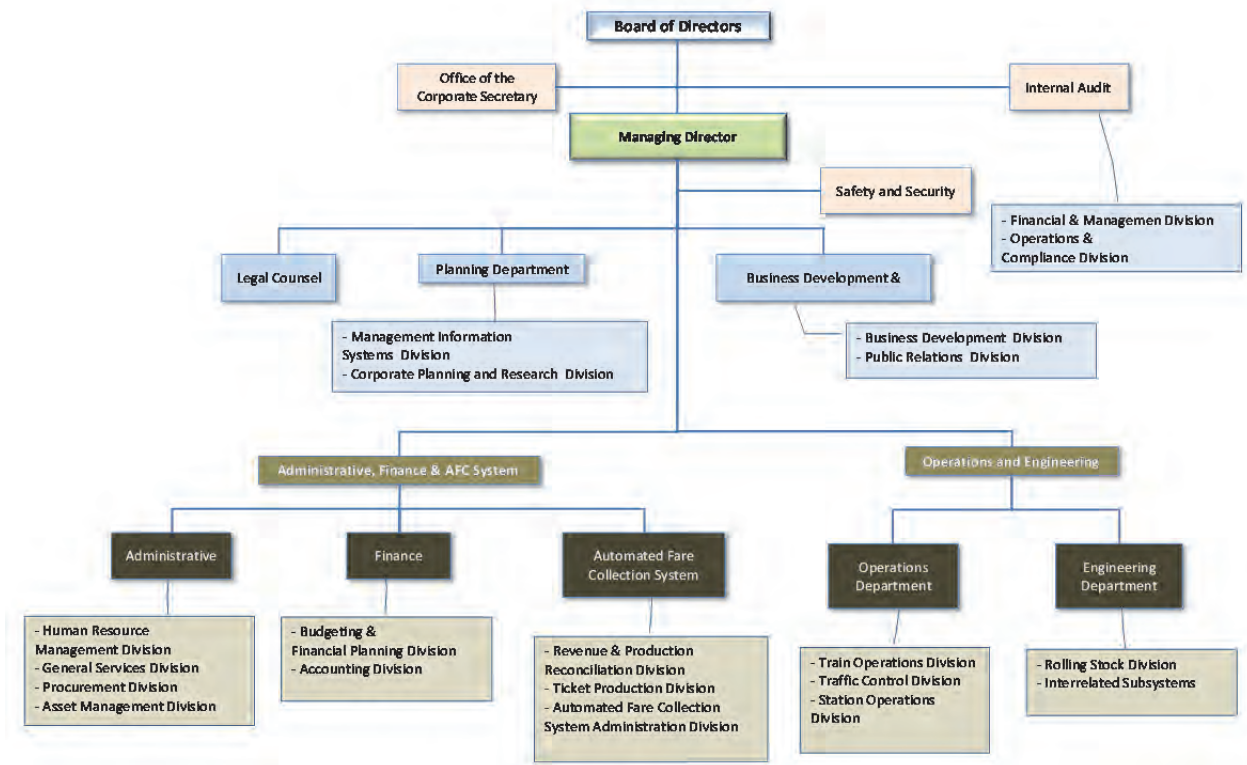 Board of Directors
Office of the
Corporate Secretary
Internal Audit
Managing Director
Safety and Security
- Financial & Managemen Division
- Operations &
Compliance Division
Legal Counsel
Planning Department
Business Development &
- Management Information
Systems Division
- Corporate Planning and Research Division
- Business Development Division
- Public Relations Division
Administrative, Finance & AFC System
Operations and Engineering
Administrative
Finance
Automated Fare
Collection System
Operations
Department
Engineering
Department
- Human Resource
Management Division
- General Services Division
- Procurement Division
- Asset Management Division
- Budgeting &
Financial Planning Division
- Accounting Division
- Revenue & Production
Reconciliation Division
- Ticket Production Division
- Automated Fare Collection
System Administration Division
- Train Operations Division
- Traffic Control Division
- Station Operations
Division
- Rolling Stock Division
- Interrelated Subsystems